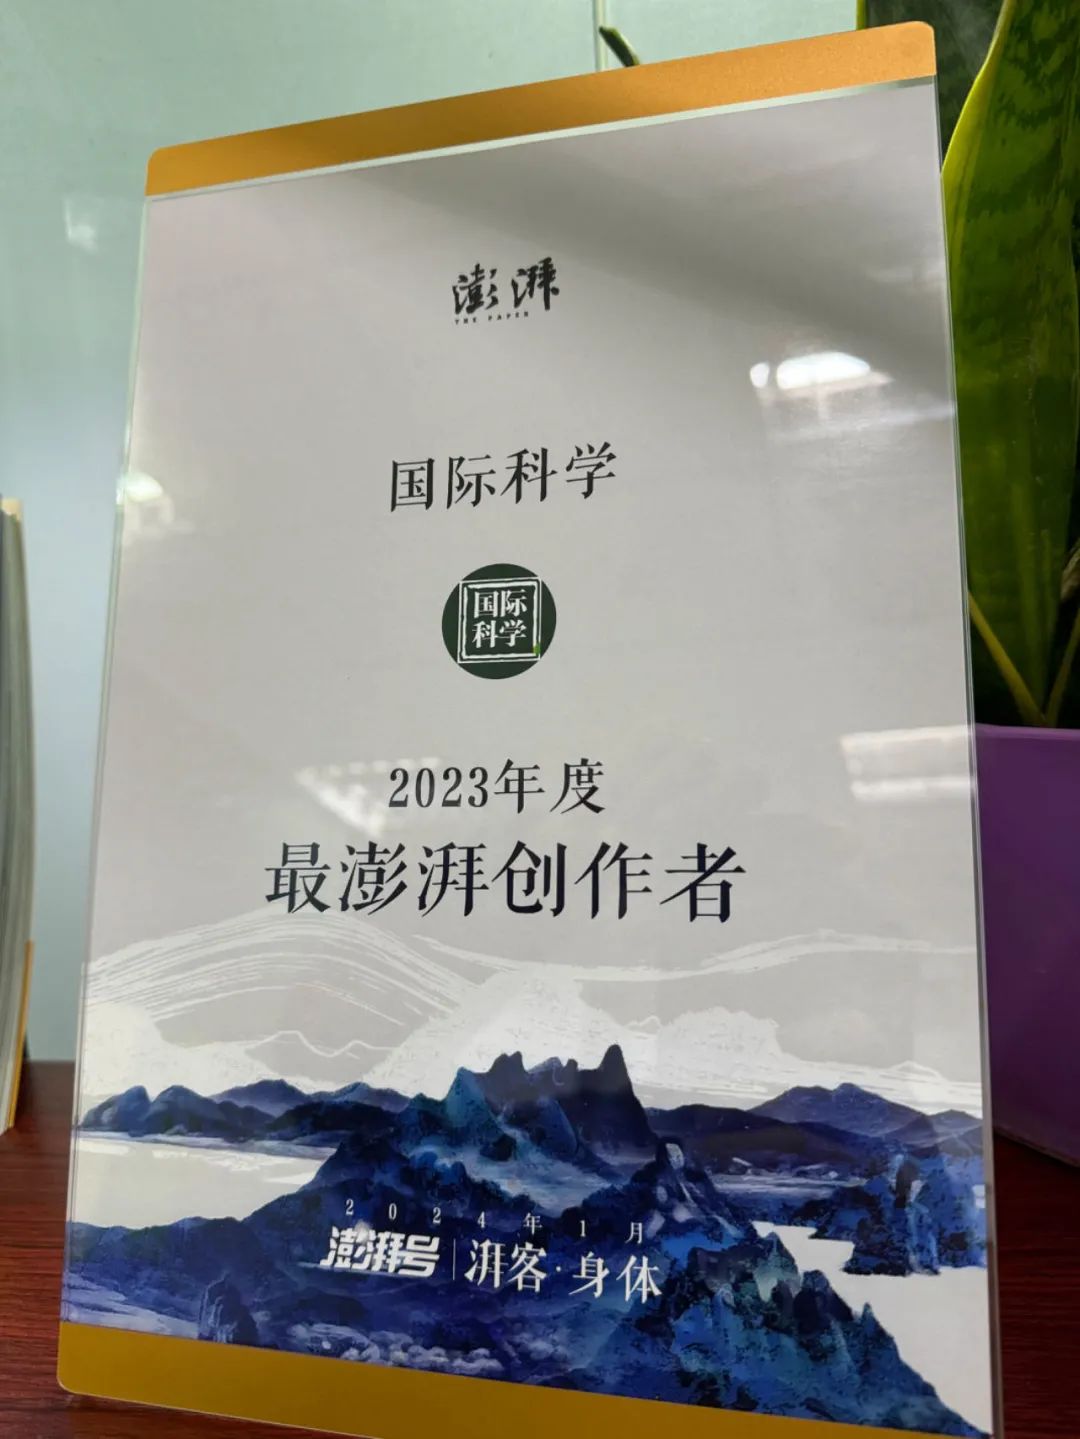 澎湃
THE PAPER
国际科学
国际
科学
2023年度
最澎湃创作者
2024年1月
澎湃号|湃客·身体